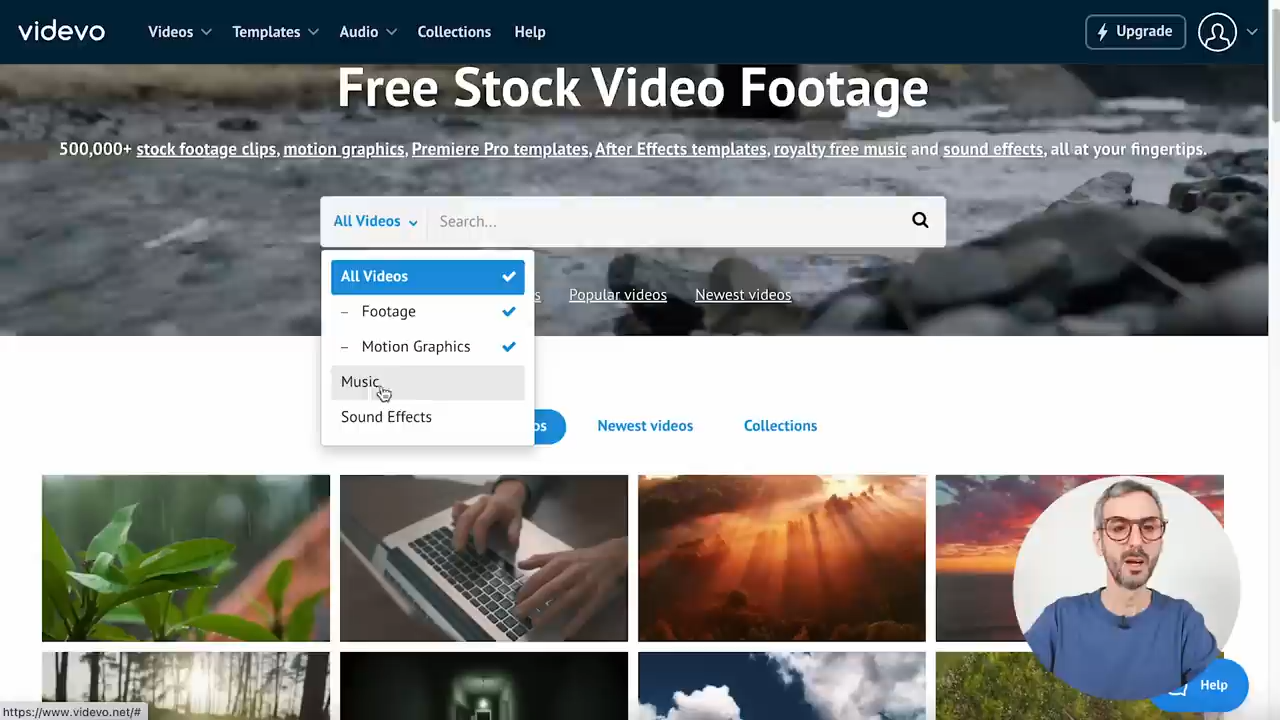 videvo Videos Templates Audio Collections Help Upgrade
Free Stock Video Footage
500,000+ stock footage clips, motion graphics, Premiere Pro templates, After Effects templates, royalty free music and sound effects, all at your fingertips.
All Videos Search...
All Videos
– Footage
Popular videos Newest videos
– Motion Graphics
Music
Sound Effects
Newest videos Collections
Help
https://www.videvo.net/#